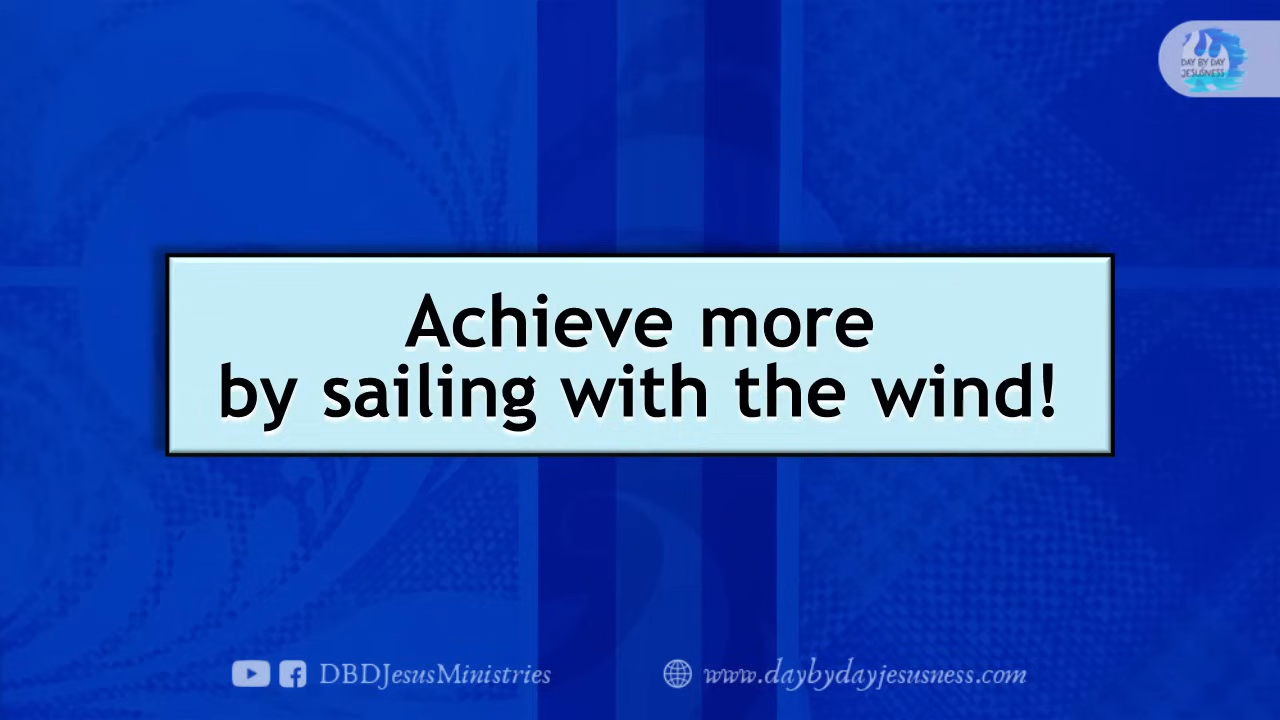 DAY BY DAY
JESUSNESS
Achieve more
by sailing with the wind!
DBDJesusMinistries
www.daybydayjesusness.com